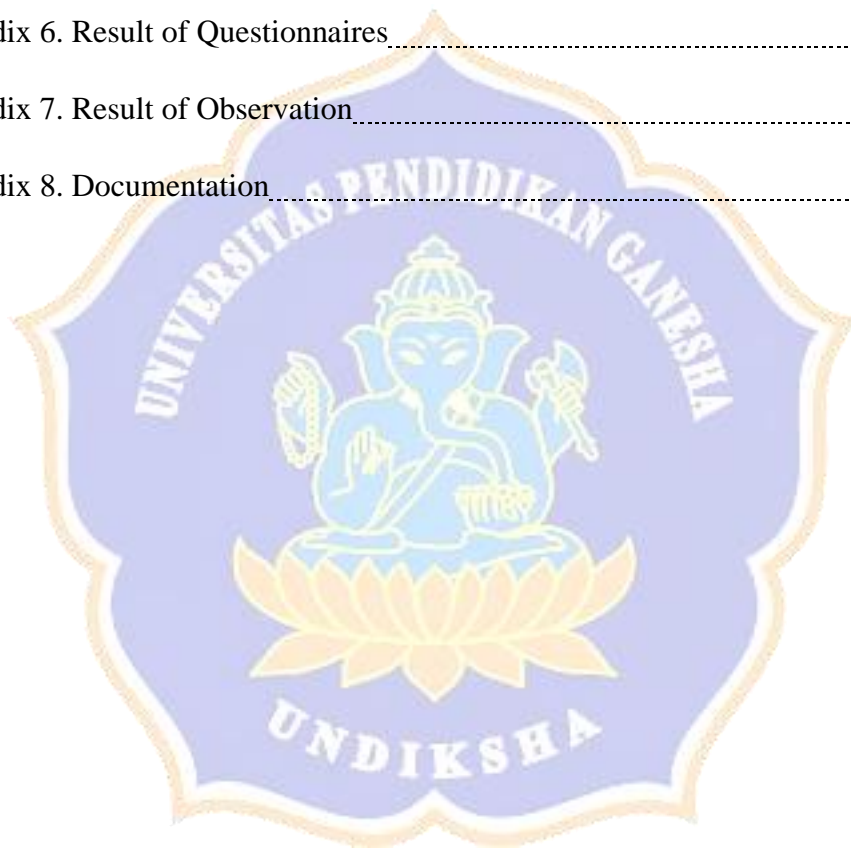 dix 6. Result of Questionnaires
dix 7. Result of Observation
dix 8. Documentation
UNIVERSITAS PENDIDIKAN GANESHA
UNDIKSHA